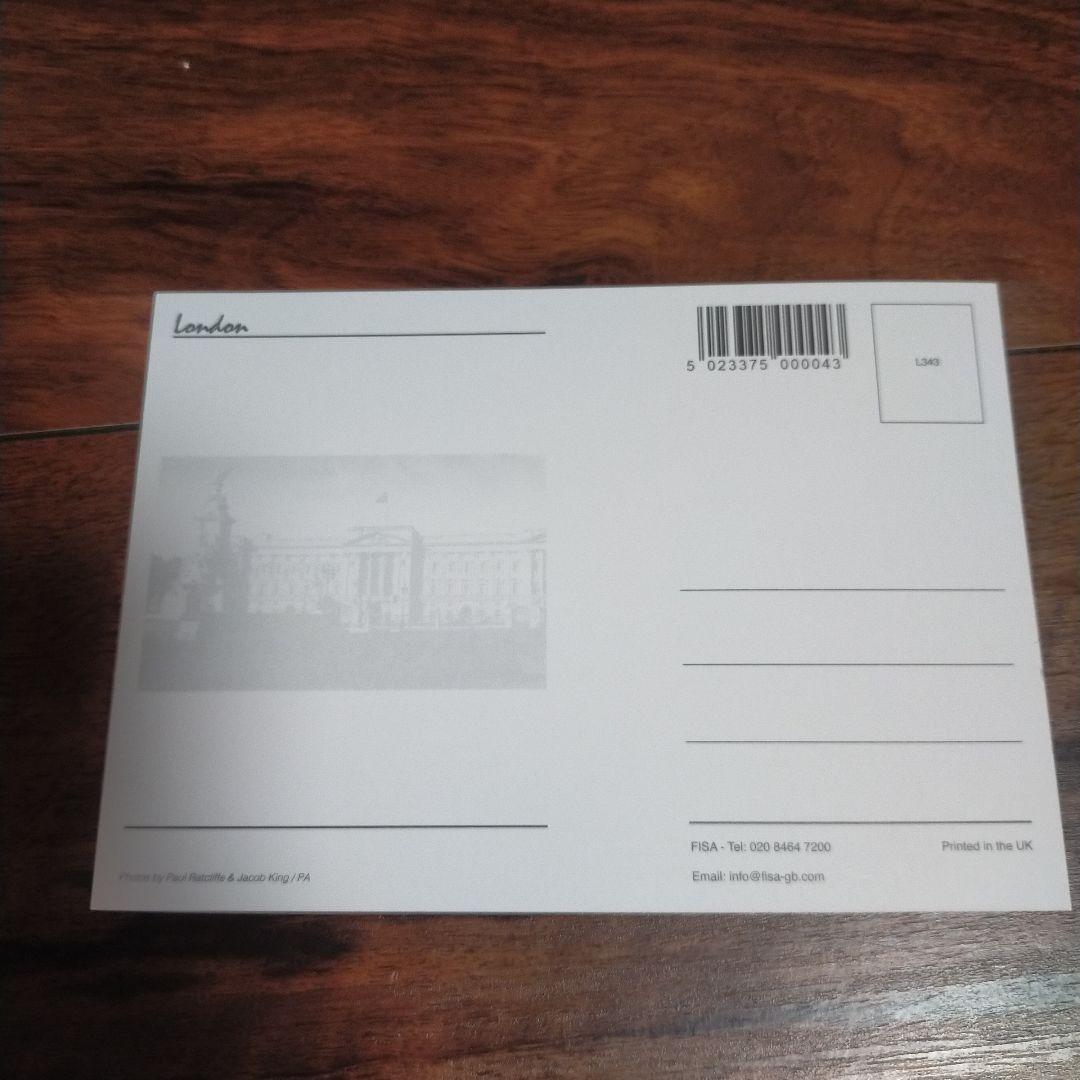 London
5 023375 000043
L343
FISA - Tel: 020 8464 7200
Printed in the UK
Email: info@fisa-gb.com
Photos by Paul Ratcliffe & Jacob King / PA